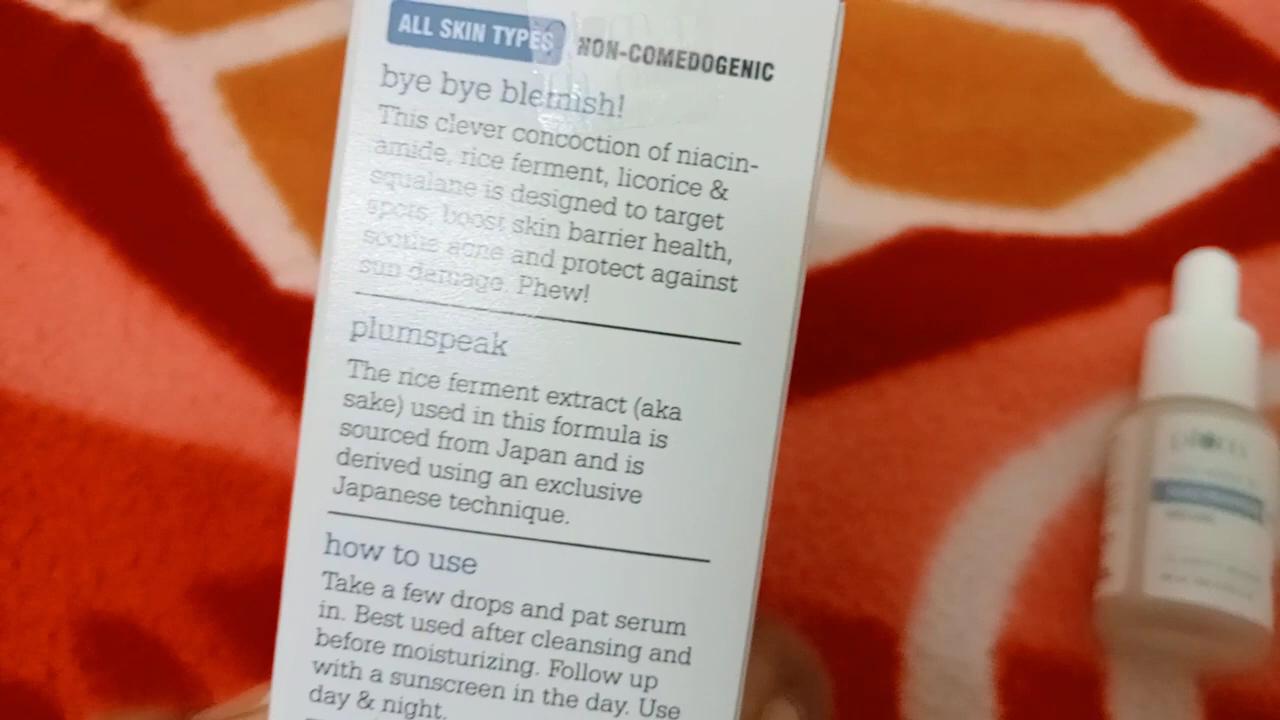 ALL SKIN TYPES NON-COMEDOGENIC
bye bye blemish!
This clever concoction of niacin-
amide, rice ferment, licorice &
squalane is designed to target
spots, boost skin barrier health,
soothe acne and protect against
sun damage. Phew!
plumspeak
The rice ferment extract (aka
sake) used in this formula is
sourced from Japan and is
derived using an exclusive
Japanese technique.
how to use
Take a few drops and pat serum
in. Best used after cleansing and
before moisturizing. Follow up
with a sunscreen in the day. Use
day & night.
plum